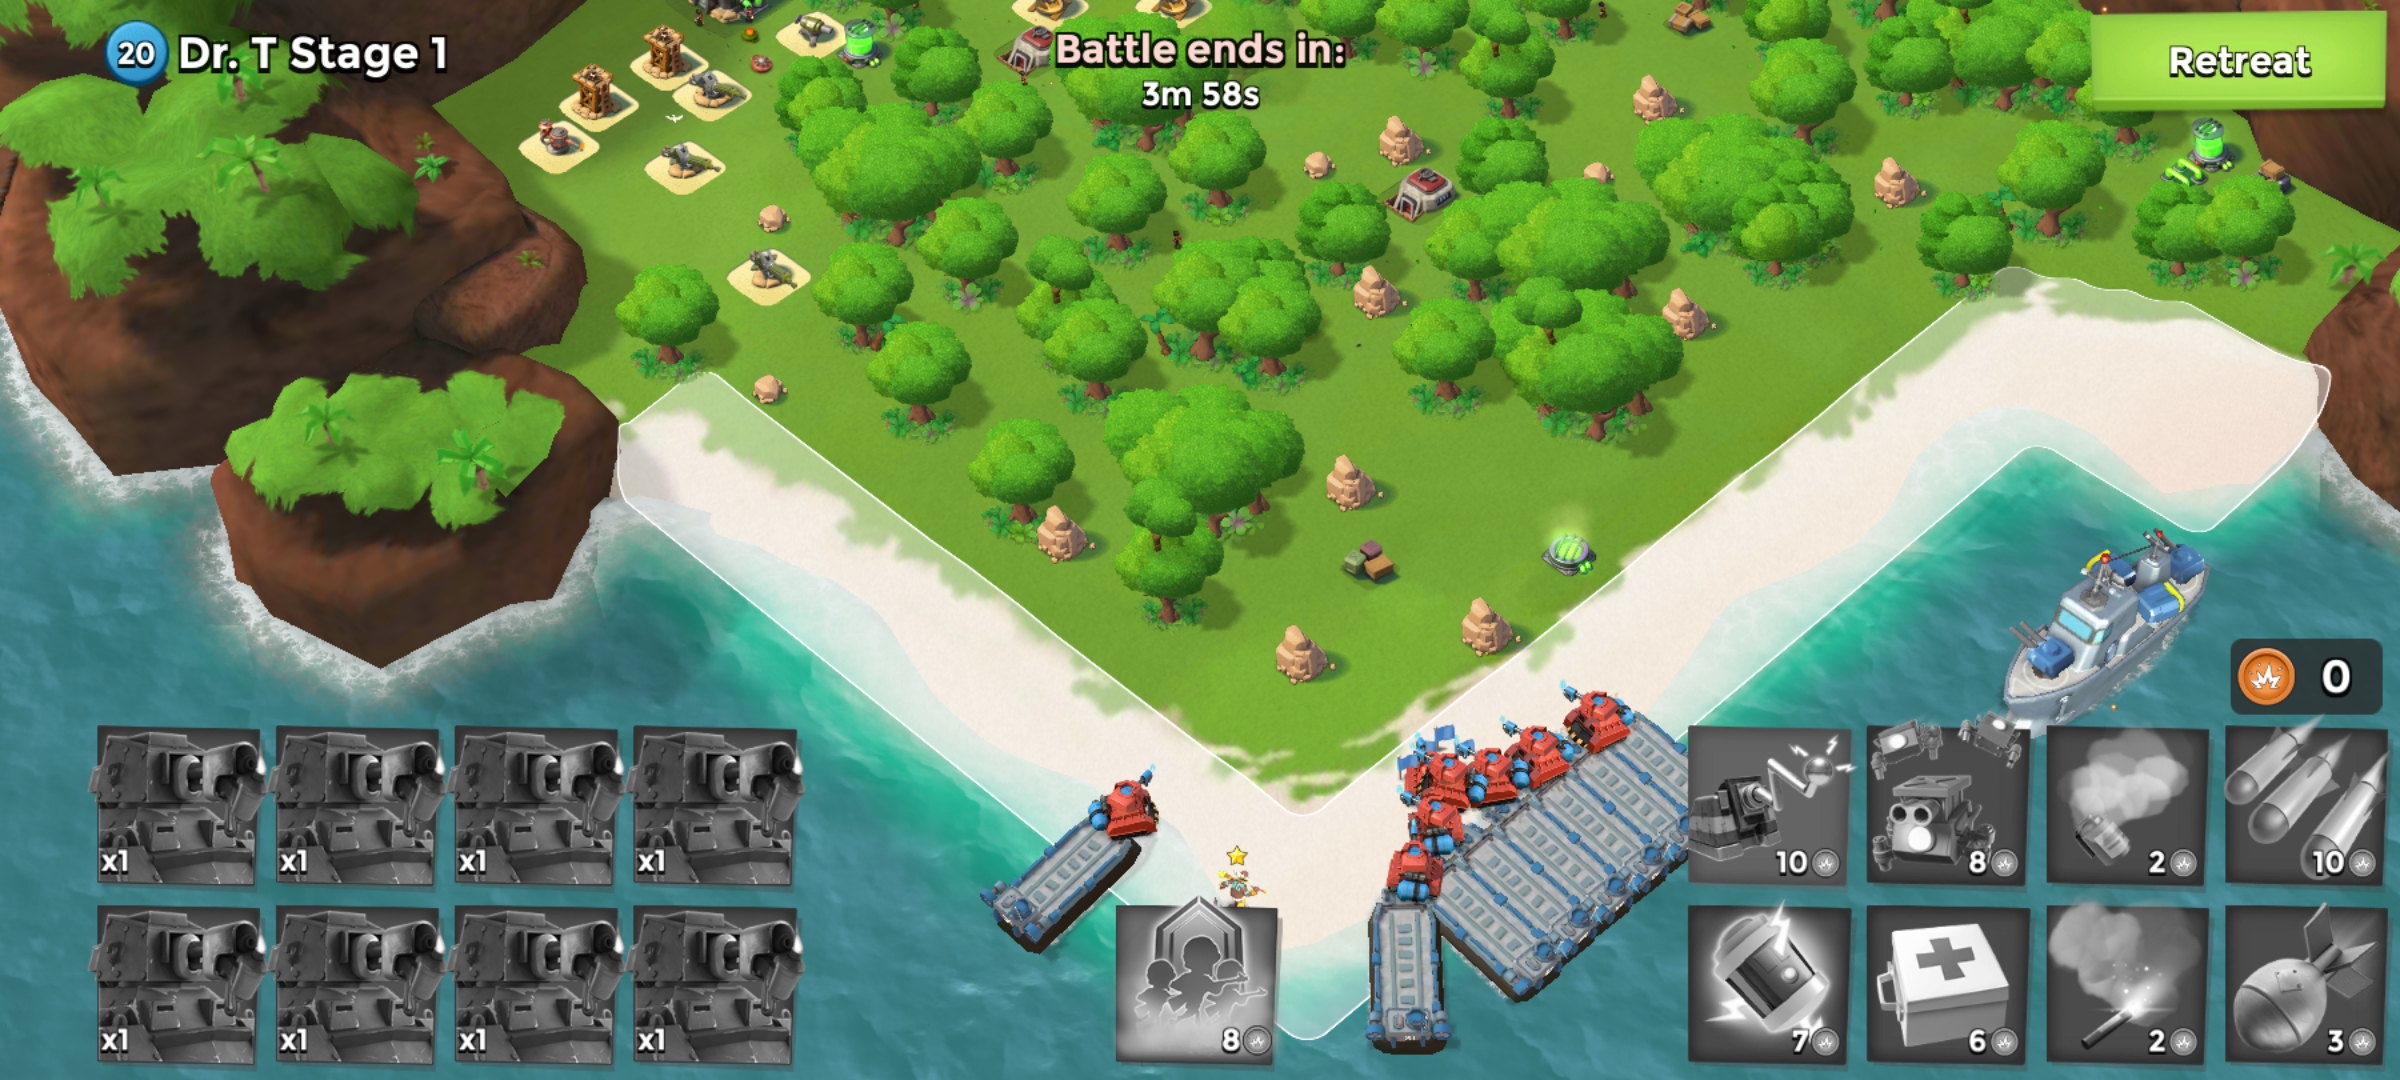 20 Dr. T Stage 1
Battle ends in:
3m 58s
Retreat
0
x1 x1 x1 x1
10 8 2 10
x1 x1 x1 x1
8
7 6 2 3